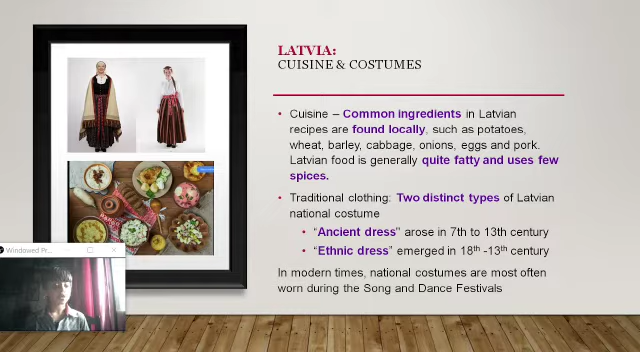 LATVIA:
CUISINE & COSTUMES
• Cuisine – Common ingredients in Latvian
recipes are found locally, such as potatoes,
wheat, barley, cabbage, onions, eggs and pork.
Latvian food is generally quite fatty and uses few
spices.
• Traditional clothing: Two distinct types of Latvian
national costume
• “Ancient dress" arose in 7th to 13th century
• “Ethnic dress” emerged in 18th -13th century
In modern times, national costumes are most often
worn during the Song and Dance Festivals
Windowed Pr...